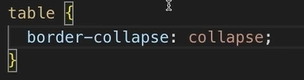 table {
border-collapse: collapse;
}